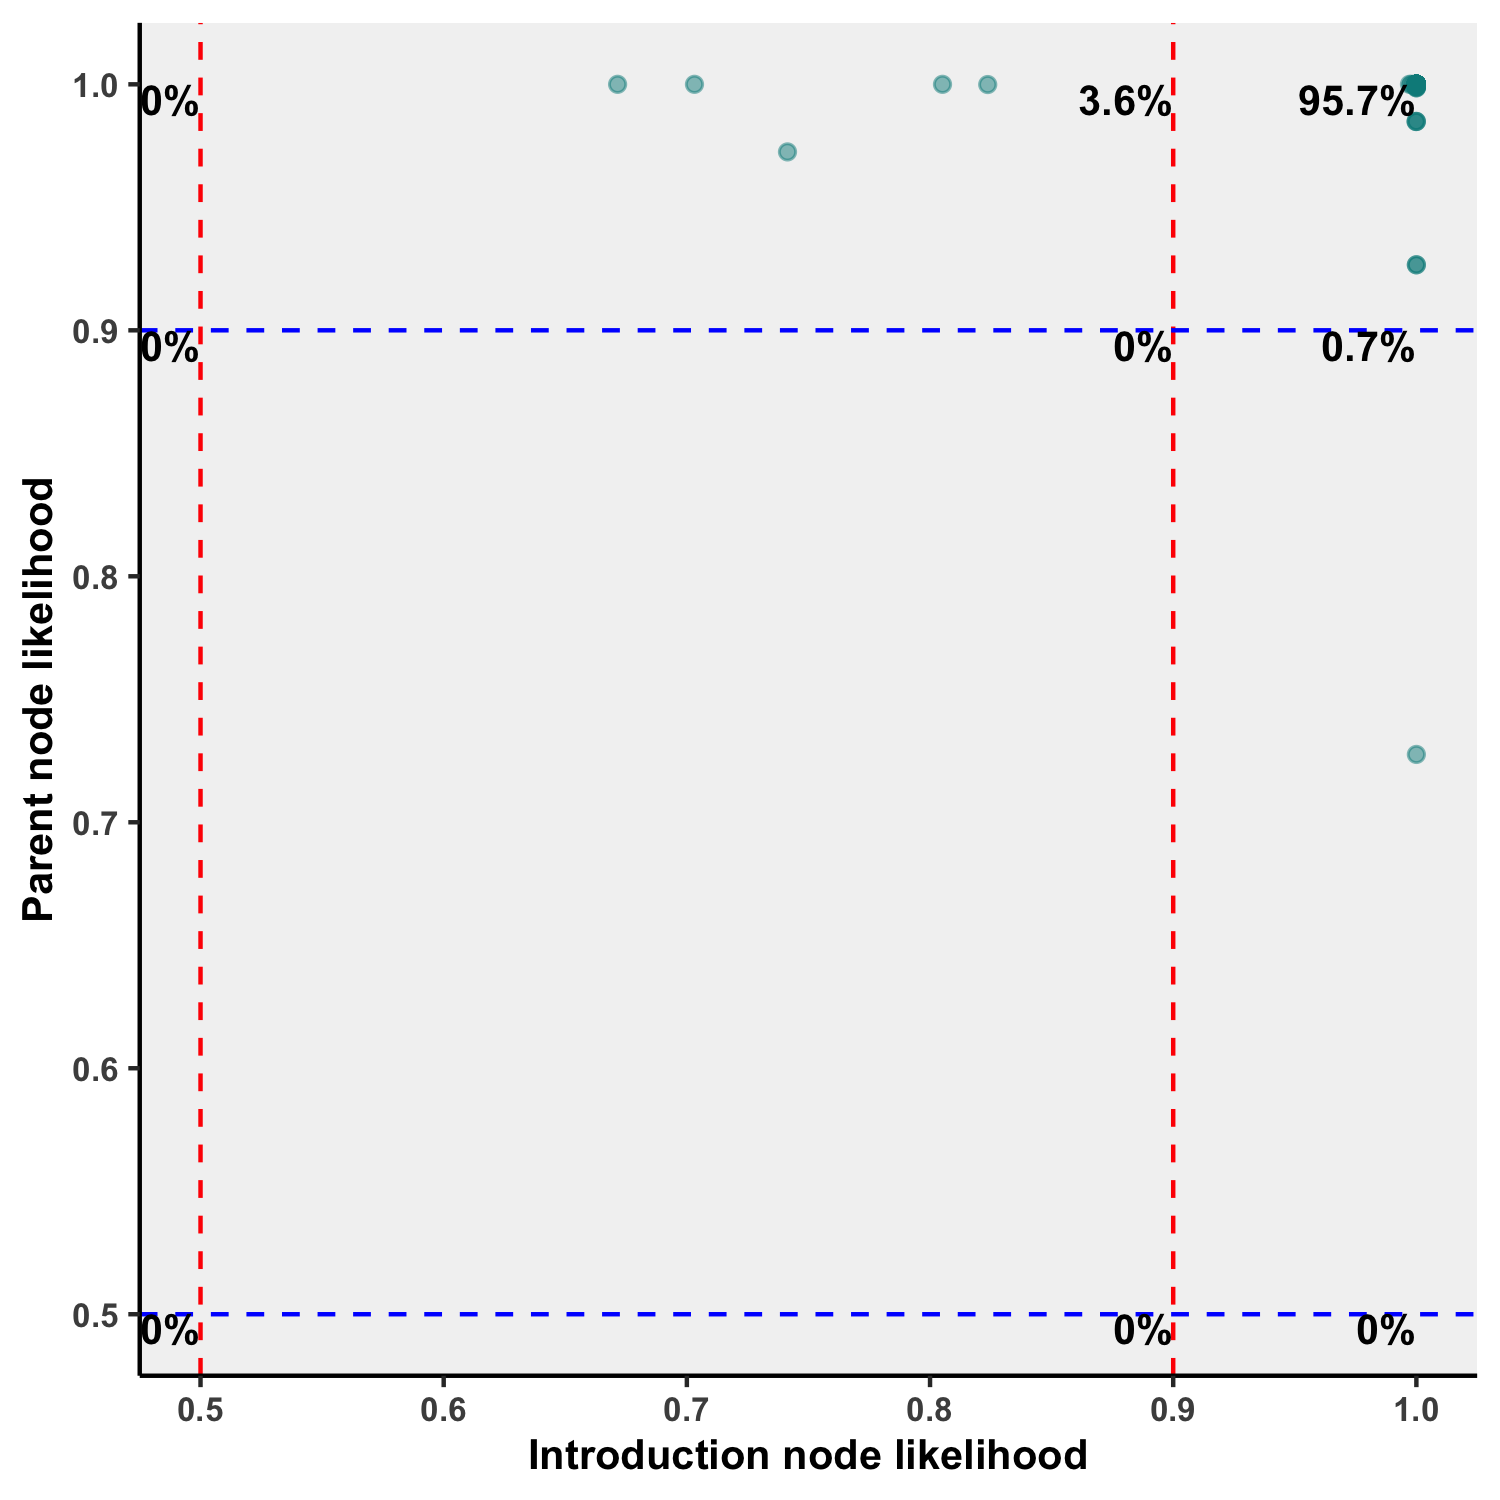 1.0
0% 3.6% 95.7%
0.9
0% 0% 0.7%
0.8
0.7
0.6
0.5
0% 0% 0%
0.5 0.6 0.7 0.8 0.9 1.0
Introduction node likelihood
Parent node likelihood